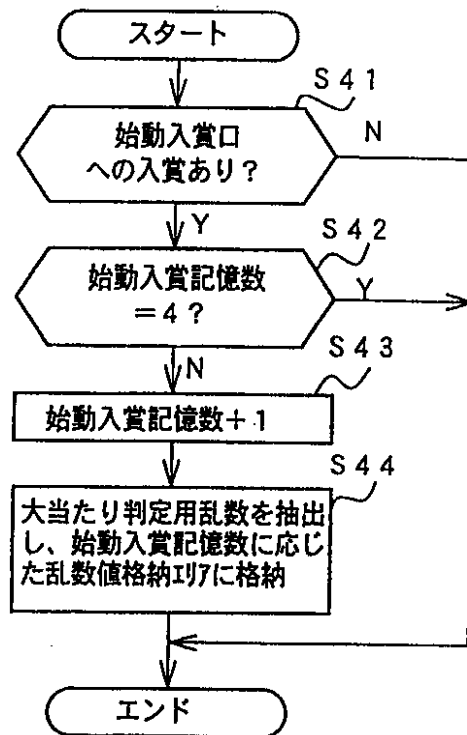 スタート
S41
始動入賞口
への入賞あり?
N
Y
S42
始動入賞記憶数
=4?
Y
N
S43
始動入賞記憶数+1
S44
大当たり判定用乱数を抽出
し、始動入賞記憶数に応じ
た乱数値格納エリアに格納
エンド